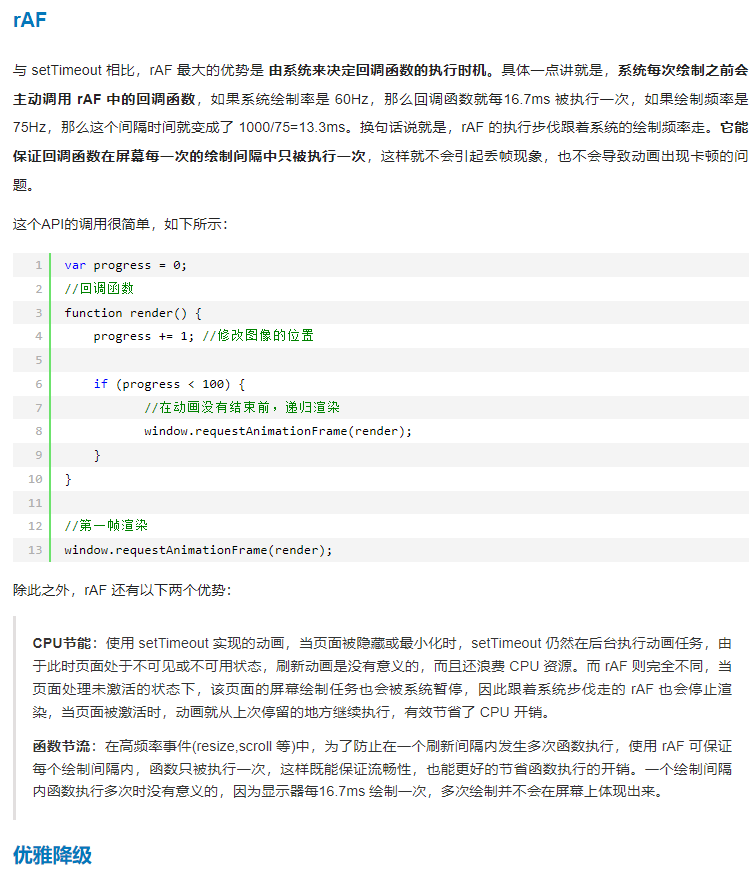 rAF
与 setTimeout 相比，rAF 最大的优势是 由系统来决定回调函数的执行时机。具体一点讲就是，系统每次绘制之前会
主动调用 rAF 中的回调函数，如果系统绘制率是 60Hz，那么回调函数就每16.7ms 被执行一次，如果绘制频率是
75Hz，那么这个间隔时间就变成了 1000/75=13.3ms。换句话说就是，rAF 的执行步伐跟着系统的绘制频率走。它能
保证回调函数在屏幕每一次的绘制间隔中只被执行一次，这样就不会引起丢帧现象，也不会导致动画出现卡顿的问
题。
这个API的调用很简单，如下所示：
1 var progress = 0;
2 //回调函数
3 function render() {
4 progress += 1; //修改图像的位置
5
6 if (progress < 100) {
7 //在动画没有结束前，递归渲染
8 window.requestAnimationFrame(render);
9 }
10 }
11
12 //第一帧渲染
13 window.requestAnimationFrame(render);
除此之外，rAF 还有以下两个优势：
CPU节能：使用 setTimeout 实现的动画，当页面被隐藏或最小化时，setTimeout 仍然在后台执行动画任务，由
于此时页面处于不可见或不可用状态，刷新动画是没有意义的，而且还浪费 CPU 资源。而 rAF 则完全不同，当
页面处理未激活的状态下，该页面的屏幕绘制任务也会被系统暂停，因此跟着系统步伐走的 rAF 也会停止渲
染，当页面被激活时，动画就从上次停留的地方继续执行，有效节省了 CPU 开销。
函数节流：在高频率事件(resize,scroll 等)中，为了防止在一个刷新间隔内发生多次函数执行，使用 rAF 可保证
每个绘制间隔内，函数只被执行一次，这样既能保证流畅性，也能更好的节省函数执行的开销。一个绘制间隔
内函数执行多次时没有意义的，因为显示器每16.7ms 绘制一次，多次绘制并不会在屏幕上体现出来。
优雅降级